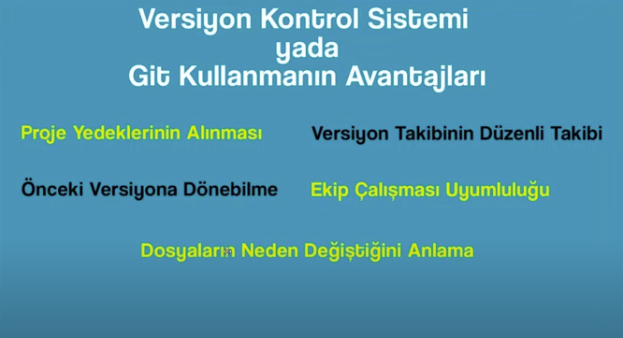 Versiyon Kontrol Sistemi
yada
Git Kullanmanın Avantajları
Proje Yedeklerinin Alınması
Versiyon Takibinin Düzenli Takibi
Önceki Versiyona Dönebilme
Ekip Çalışması Uyumluluğu
Dosyaların Neden Değiştiğini Anlama